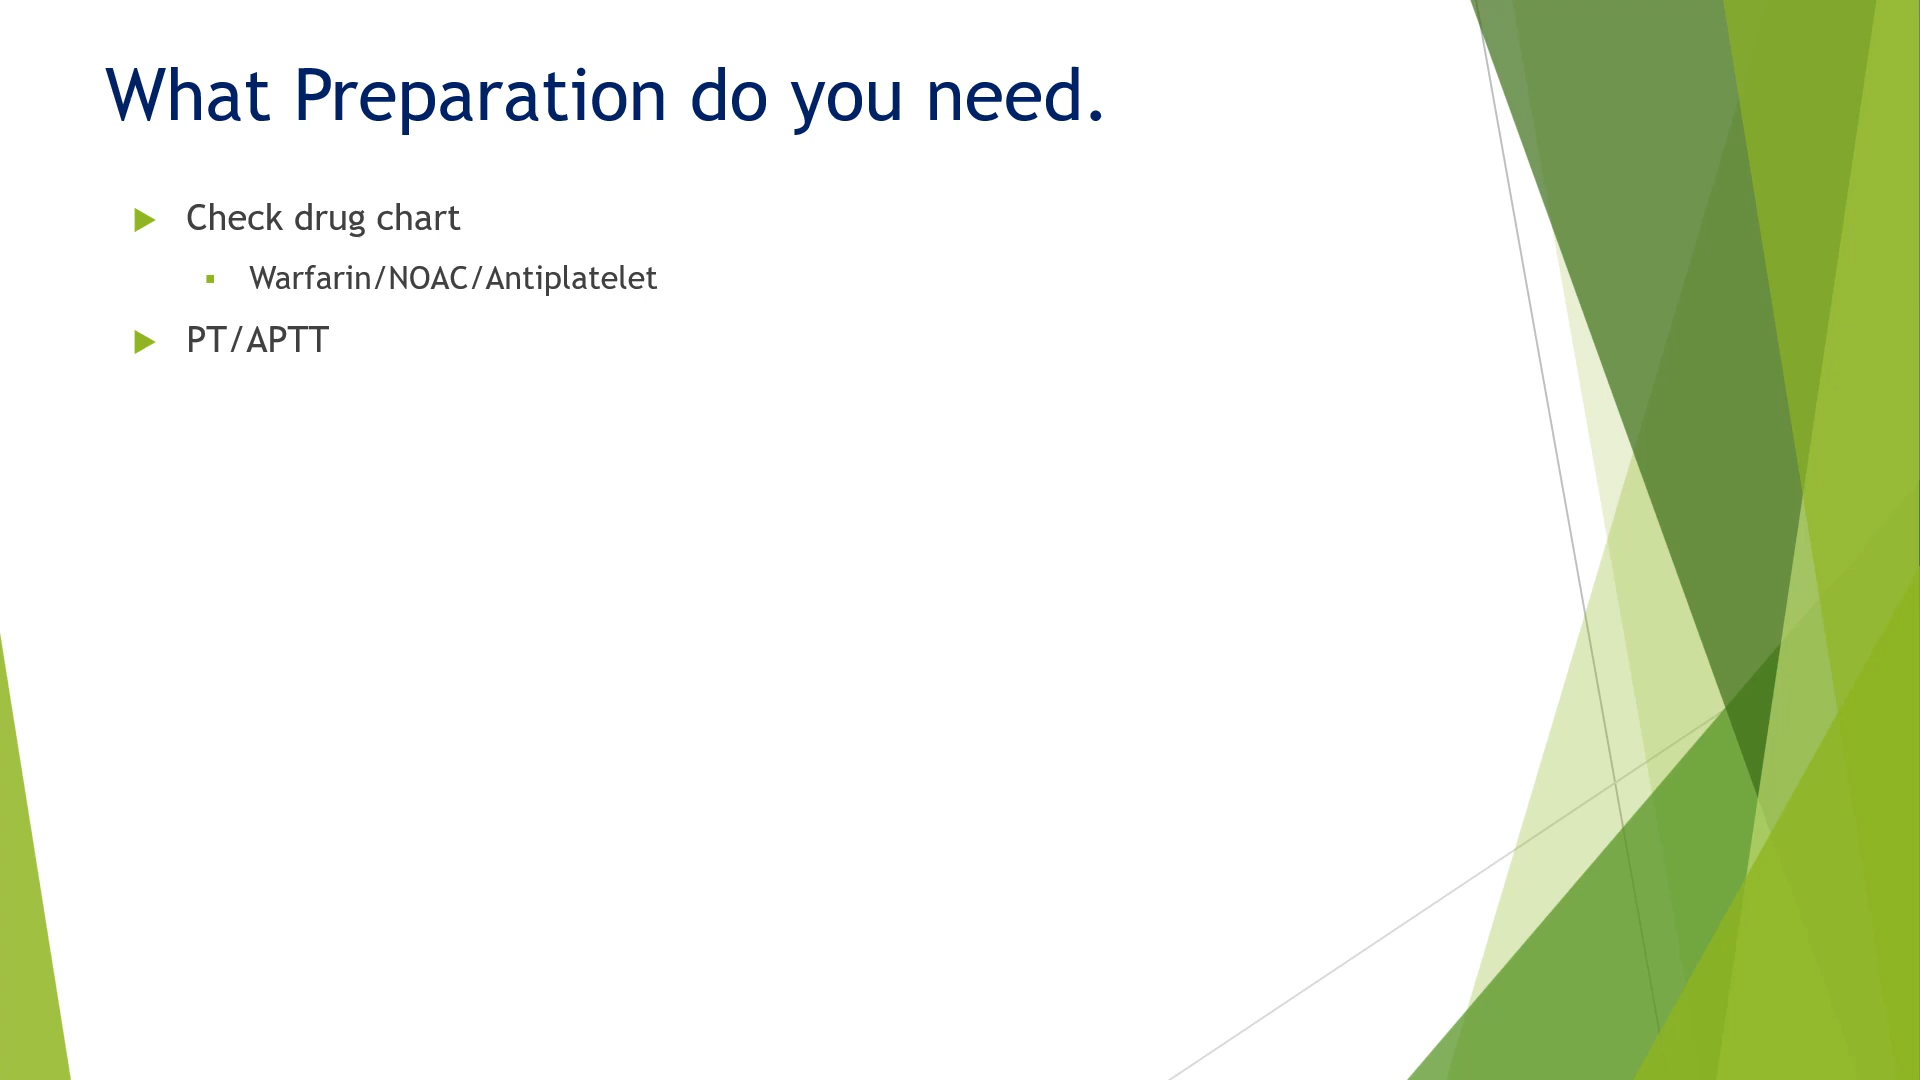 What Preparation do you need.
Check drug chart
Warfarin/NOAC/Antiplatelet
PT/APTT